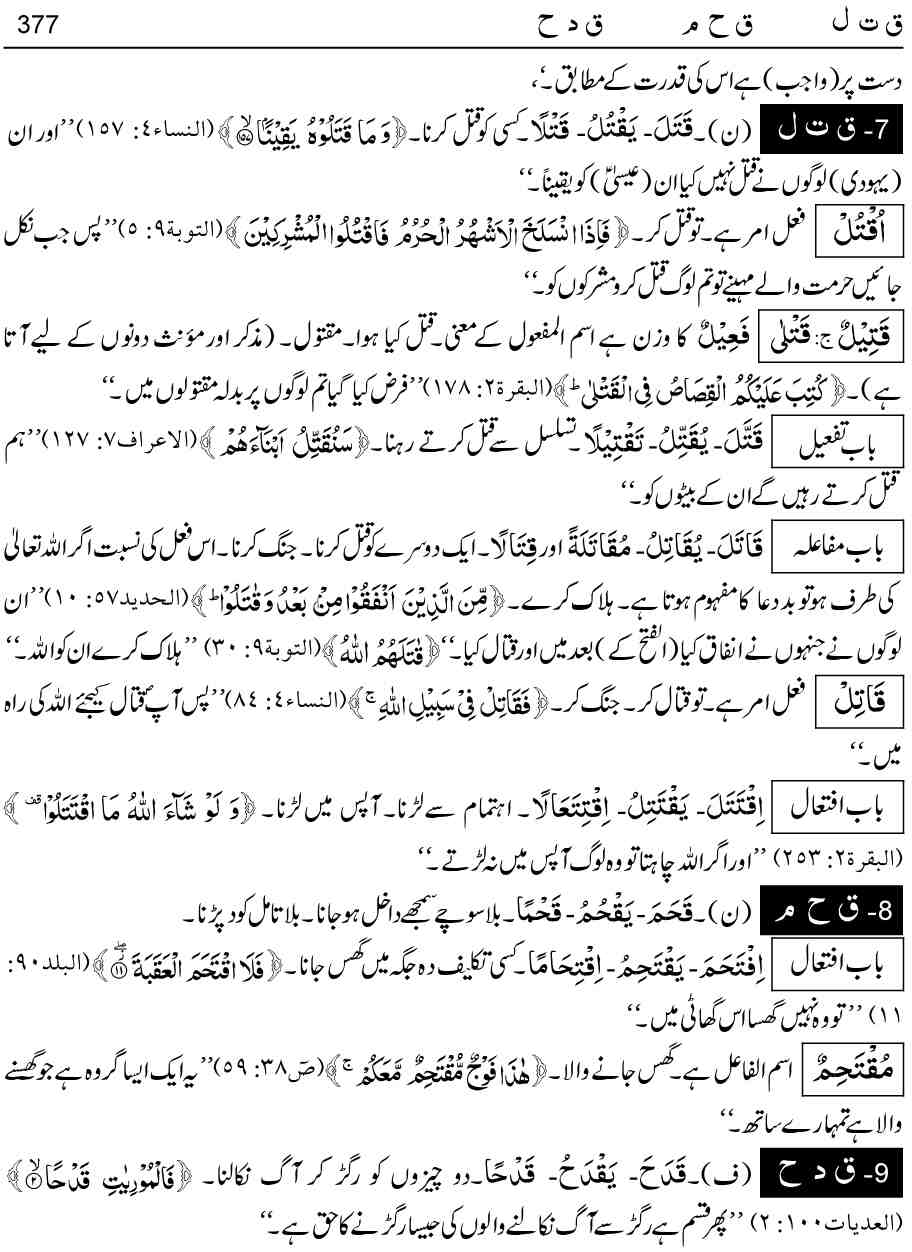 377 ق ت ل ق ح م ق د ح
دست پر (واجب) ہے اس کی قدرت کے مطابق۔‘‘
7- ق ت ل (ن)۔ قَتَلَ۔ یَقْتُلُ۔ قَتْلًا۔ کسی کو قتل کرنا۔ ﴿وَ مَا قَتَلُوْهُ یَقِیْنًۢا ۙ﴿۱۵۷﴾﴾ (النساء٤: ١٥٧) ’’اور ان
(یہودی) لوگوں نے قتل نہیں کیا ان (عیسیٰؑ) کو یقیناً۔‘‘
اُقْتُلْ فعل امر ہے۔ تو قتل کر۔ ﴿فَاِذَا انْسَلَخَ الْاَشْهُرُ الْحُرُمُ فَاقْتُلُوا الْمُشْرِكِیْنَ﴾ (التوبة٩: ٥) ’’پس جب نکل
جائیں حرمت والے مہینے تو تم لوگ قتل کرو مشرکوں کو۔‘‘
قَتِیْلٌ ج: قَتْلٰی فَعِیْلٌ کا وزن ہے اسم المفعول کے معنی۔ قتل کیا ہوا۔ مقتول۔ (مذکر اور مؤنث دونوں کے لیے آتا
ہے)۔ ﴿كُتِبَ عَلَیْكُمُ الْقِصَاصُ فِی الْقَتْلٰی ؕ﴾ (البقرة٢: ١٧٨) ’’فرض کیا گیا تم لوگوں پر بدلہ مقتولوں میں۔‘‘
باب تفعیل قَتَّلَ۔ یُقَتِّلُ۔ تَقْتِیْلًا۔ تسلسل سے قتل کرتے رہنا۔ ﴿سَنُقَتِّلُ اَبْنَآءَهُمْ﴾ (الاعراف٧: ١٢٧) ’’ہم
قتل کرتے رہیں گے ان کے بیٹوں کو۔‘‘
باب مفاعلہ قَاتَلَ۔ یُقَاتِلُ۔ مُقَاتَلَةً اور قِتَالًا۔ ایک دوسرے کو قتل کرنا۔ جنگ کرنا۔ اس فعل کی نسبت اگر اللہ تعالیٰ
کی طرف ہو تو بد دعا کا مفہوم ہوتا ہے۔ ہلاک کرے۔ ﴿مِّنَ الَّذِیْنَ اَنْفَقُوْا مِنْۢ بَعْدُ وَ قٰتَلُوْا ؕ﴾ (الحدید٥٧: ١٠) ’’ان
لوگوں نے جنہوں نے انفاق کیا (الفتح کے) بعد میں اور قتال کیا۔‘‘ ﴿قٰتَلَهُمُ اللّٰهُ﴾ (التوبة٩: ٣٠) ’’ہلاک کرے ان کو اللہ۔‘‘
قَاتِلْ فعل امر ہے۔ تو قتال کر۔ جنگ کر۔ ﴿فَقَاتِلْ فِیْ سَبِیْلِ اللّٰهِ ۚ﴾ (النساء٤: ٨٤) ’’پس آپؐ قتال کیجئے اللہ کی راہ
میں۔‘‘
باب افتعال اِقْتَتَلَ۔ یَقْتَتِلُ۔ اِقْتِتَعَالًا۔ اہتمام سے لڑنا۔ آپس میں لڑنا۔ ﴿وَ لَوْ شَآءَ اللّٰهُ مَا اقْتَتَلُوْا ۫﴾
(البقرة٢: ٢٥٣) ’’اور اگر اللہ چاہتا تو وہ لوگ آپس میں نہ لڑتے۔‘‘
8- ق ح م (ن)۔ قَحَمَ۔ یَقْحُمُ۔ قَحْمًا۔ بلا سوچے سمجھے داخل ہو جانا۔ بلا تامل کود پڑنا۔
باب افتعال اِفْتَحَمَ۔ یَقْتَحِمُ۔ اِقْتِحَامًا۔ کسی تکلیف دہ جگہ میں گھس جانا۔ ﴿فَلَا اقْتَحَمَ الْعَقَبَةَ ﴿۱۱﴾﴾ (البلد٩٠:
١١) ’’تو وہ نہیں گھسا اس گھاٹی میں۔‘‘
مُقْتَحِمٌ اسم الفاعل ہے۔ گھس جانے والا۔ ﴿هٰذَا فَوْجٌ مُّقْتَحِمٌ مَّعَكُمْ ۚ﴾ (صٓ٣٨: ٥٩) ’’یہ ایک ایسا گروہ ہے جو گھسنے
والا ہے تمہارے ساتھ۔‘‘
9- ق د ح (ف)۔ قَدَحَ۔ یَقْدَحُ۔ قَدْحًا۔ دو چیزوں کو رگڑ کر آگ نکالنا۔ ﴿فَالْمُوْرِیٰتِ قَدْحًا ۙ﴿۲﴾﴾
(العدیات١٠٠: ٢) ’’پھر قسم ہے رگڑ سے آگ نکالنے والوں کی جیسا رگڑنے کا حق ہے۔‘‘